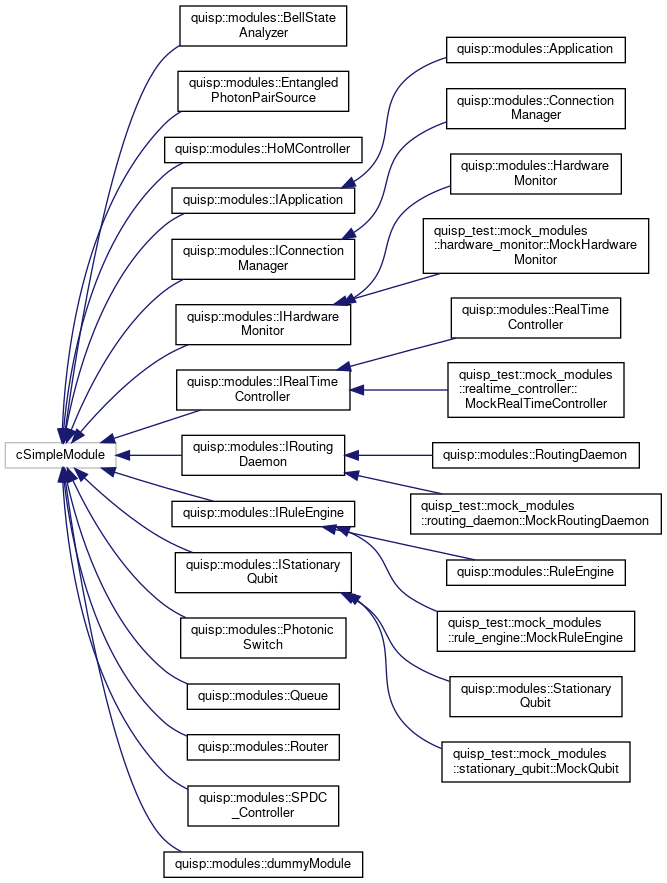 quisp::modules::BellState
Analyzer
quisp::modules::Entangled
PhotonPairSource
quisp::modules::HoMController
quisp::modules::IApplication
quisp::modules::IConnection
Manager
quisp::modules::IHardware
Monitor
quisp::modules::IRealTime
Controller
cSimpleModule
quisp::modules::IRouting
Daemon
quisp::modules::IRuleEngine
quisp::modules::IStationary
Qubit
quisp::modules::Photonic
Switch
quisp::modules::Queue
quisp::modules::Router
quisp::modules::SPDC
_Controller
quisp::modules::dummyModule
quisp::modules::Application
quisp::modules::Connection
Manager
quisp::modules::Hardware
Monitor
quisp_test::mock_modules
::hardware_monitor::MockHardware
Monitor
quisp::modules::RealTime
Controller
quisp_test::mock_modules
::realtime_controller::
MockRealTimeController
quisp::modules::RoutingDaemon
quisp_test::mock_modules
::routing_daemon::MockRoutingDaemon
quisp::modules::RuleEngine
quisp_test::mock_modules
::rule_engine::MockRuleEngine
quisp::modules::Stationary
Qubit
quisp_test::mock_modules
::stationary_qubit::MockQubit